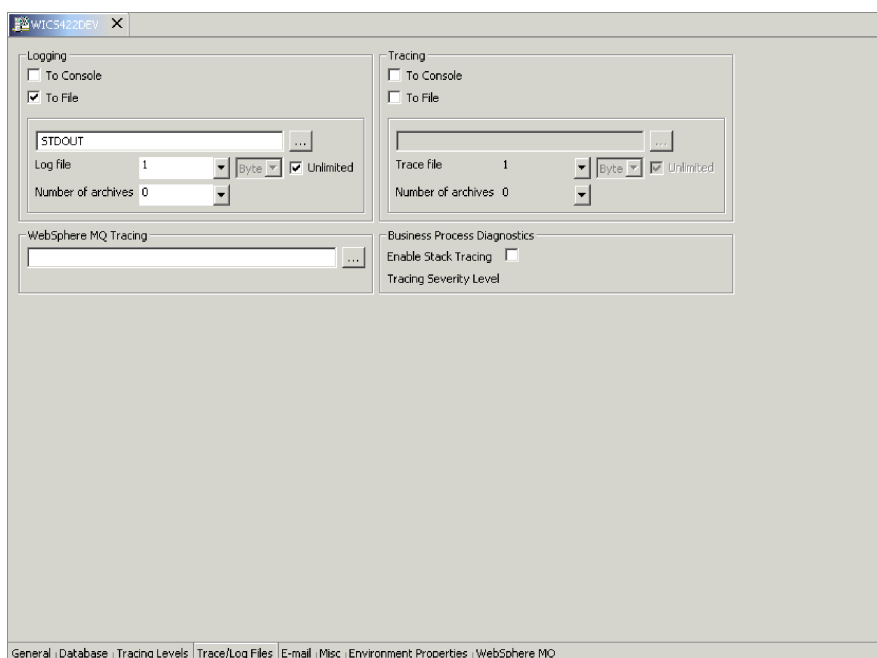 WICS422DEV
Logging
To Console
To File
STDOUT
...
Log file 1 Byte Unlimited
Number of archives 0
Tracing
To Console
To File
...
Trace file 1 Byte Unlimited
Number of archives 0
WebSphere MQ Tracing
...
Business Process Diagnostics
Enable Stack Tracing
Tracing Severity Level
General Database Tracing Levels Trace/Log Files E-mail Misc Environment Properties WebSphere MQ